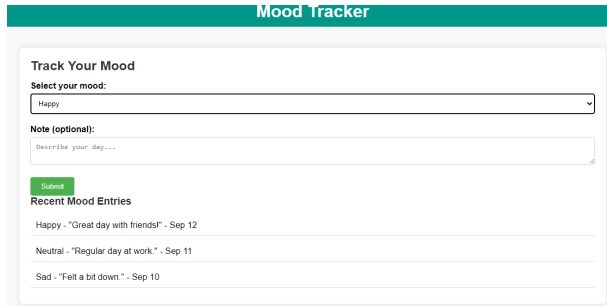 Mood Tracker
Track Your Mood
Select your mood:
Happy
Note (optional):
Describe your day...
Submit
Recent Mood Entries
Happy - "Great day with friends!" - Sep 12
Neutral - "Regular day at work." - Sep 11
Sad - "Felt a bit down." - Sep 10